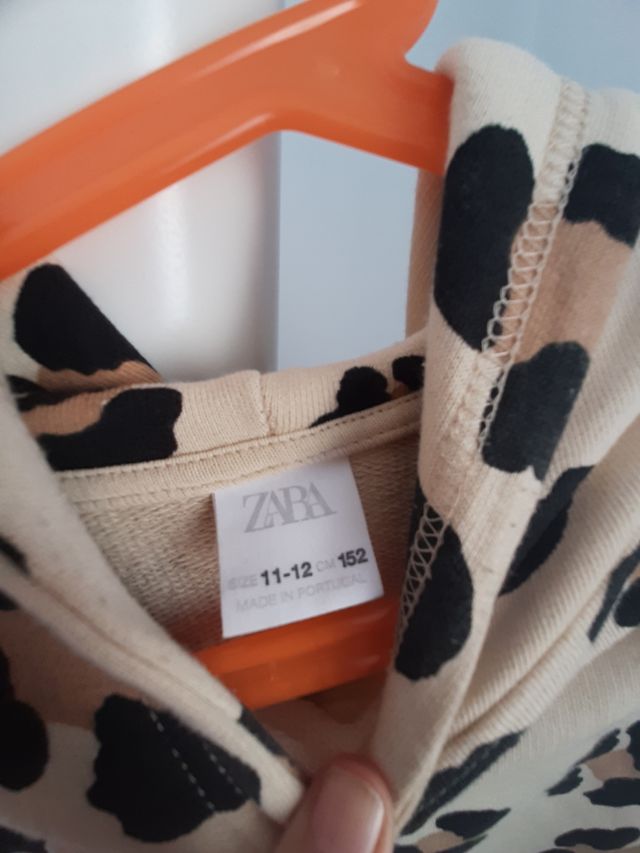 ZARA
SIZE 11-12 CM 152
MADE IN PORTUGAL